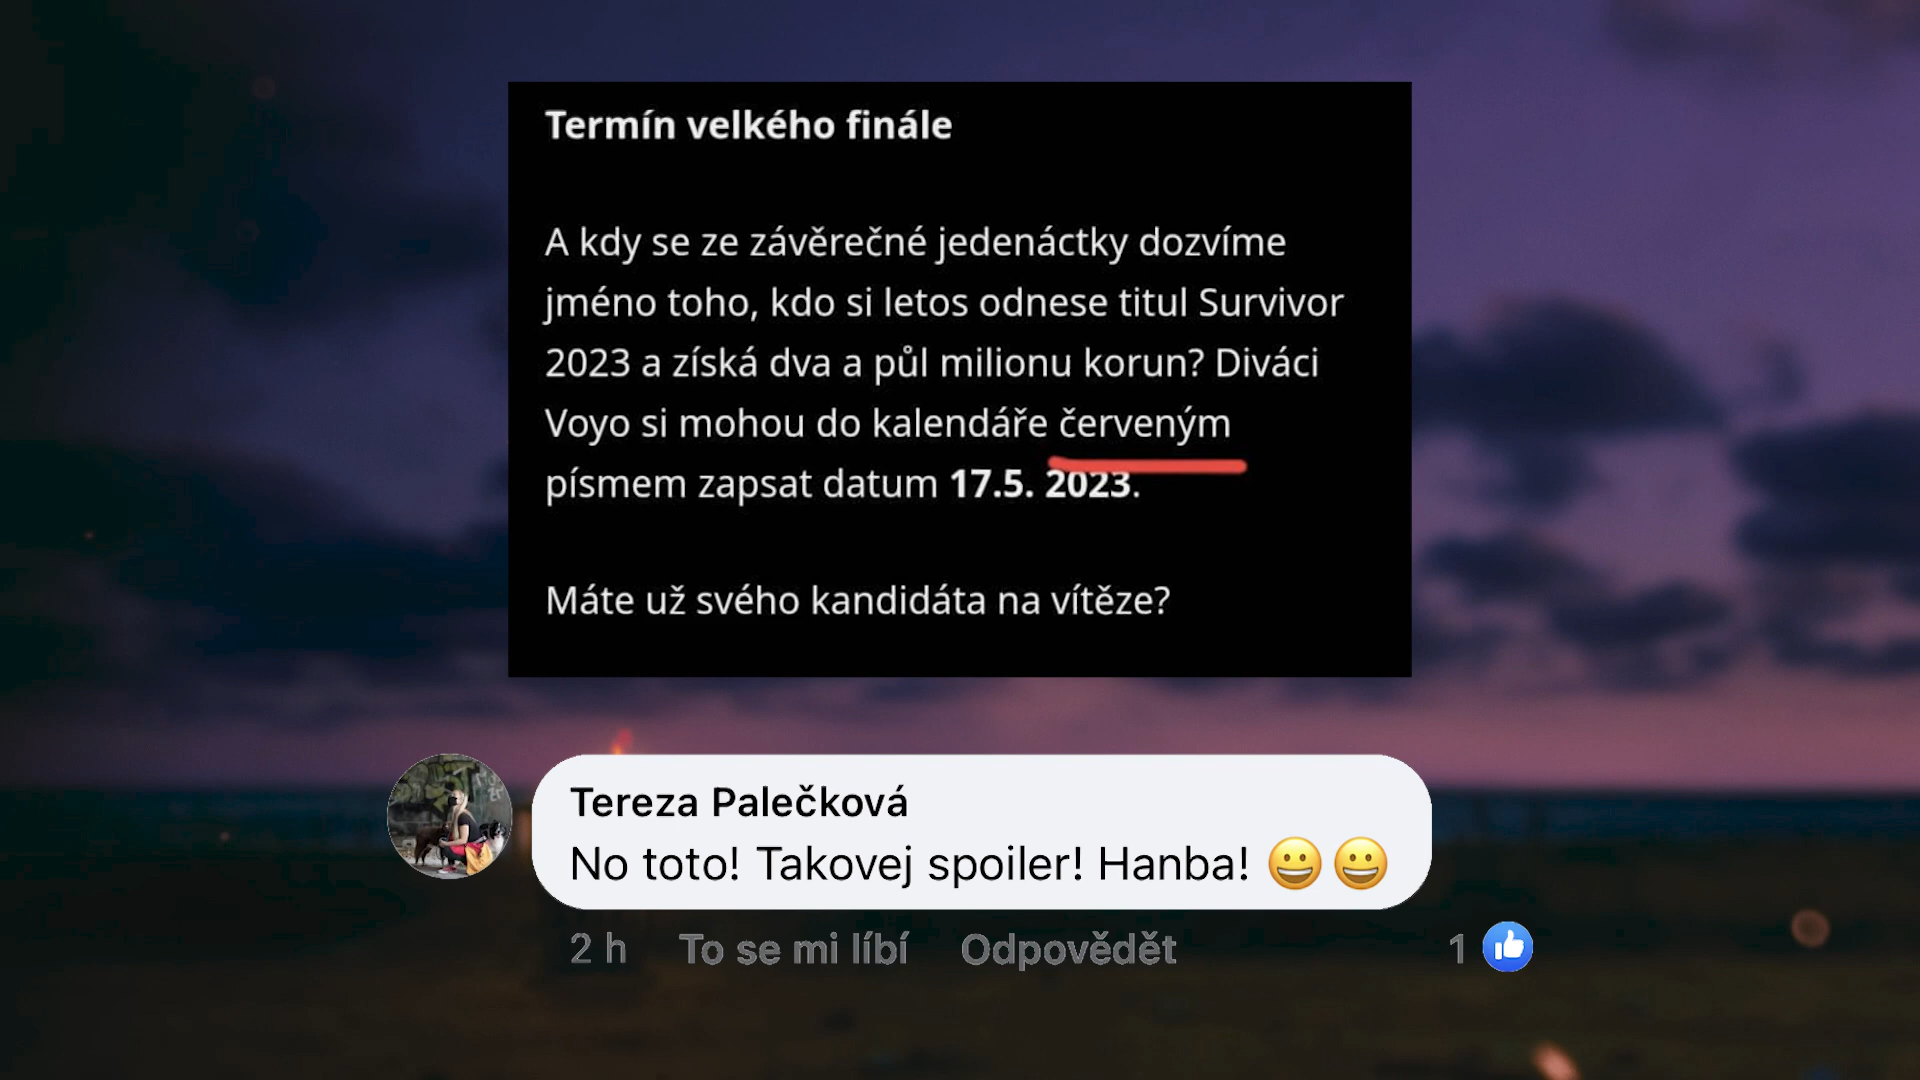 Termín velkého finále
A kdy se ze závěrečné jedenáctky dozvíme
jméno toho, kdo si letos odnese titul Survivor
2023 a získá dva a půl milionu korun? Diváci
Voyo si mohou do kalendáře červeným
písmem zapsat datum 17.5. 2023.
Máte už svého kandidáta na vítěze?
Tereza Palečková
No toto! Takovej spoiler! Hanba! 😀😀
2 h To se mi líbí Odpovědět 1